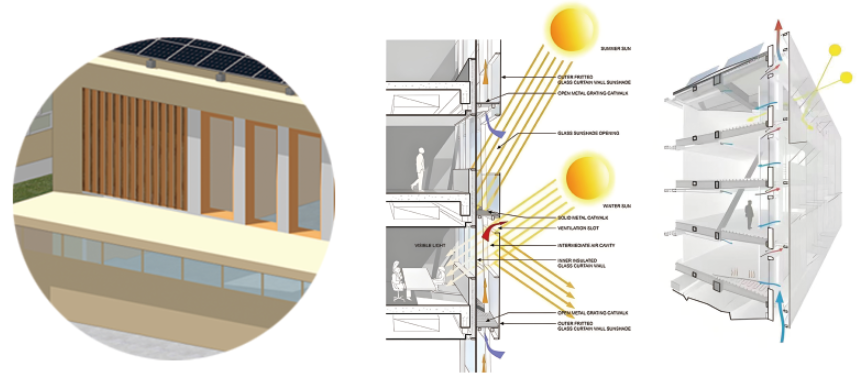 SUMMER SUN
OUTER FRITTED
GLASS CURTAIN WALL SUNSHADE
OPEN METAL GRATING CATWALK
GLASS SUNSHADE OPENING
WINTER SUN
SOLID METAL CATWALK
VENTILATION SLOT
VISIBLE LIGHT
INTERMEDIATE AIR CAVITY
INNER INSULATED
GLASS CURTAIN WALL
OPEN METAL GRATING CATWALK
OUTER FRITTED
GLASS CURTAIN WALL SUNSHADE